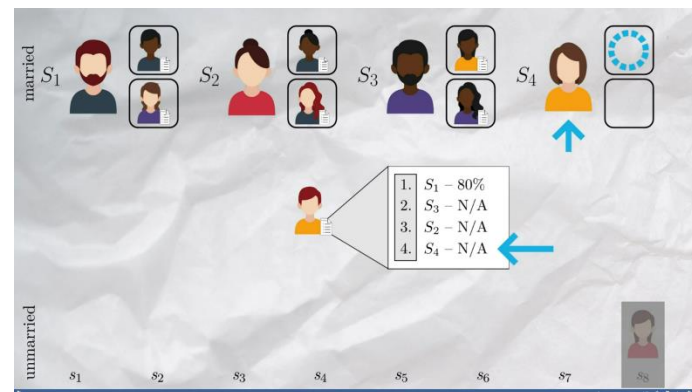 married
S₁
S₂
S₃
S₄
1. S₁ – 80%
2. S₃ – N/A
3. S₂ – N/A
4. S₄ – N/A
unmarried
s₁
s₂
s₃
s₄
s₅
s₆
s₇
s₈